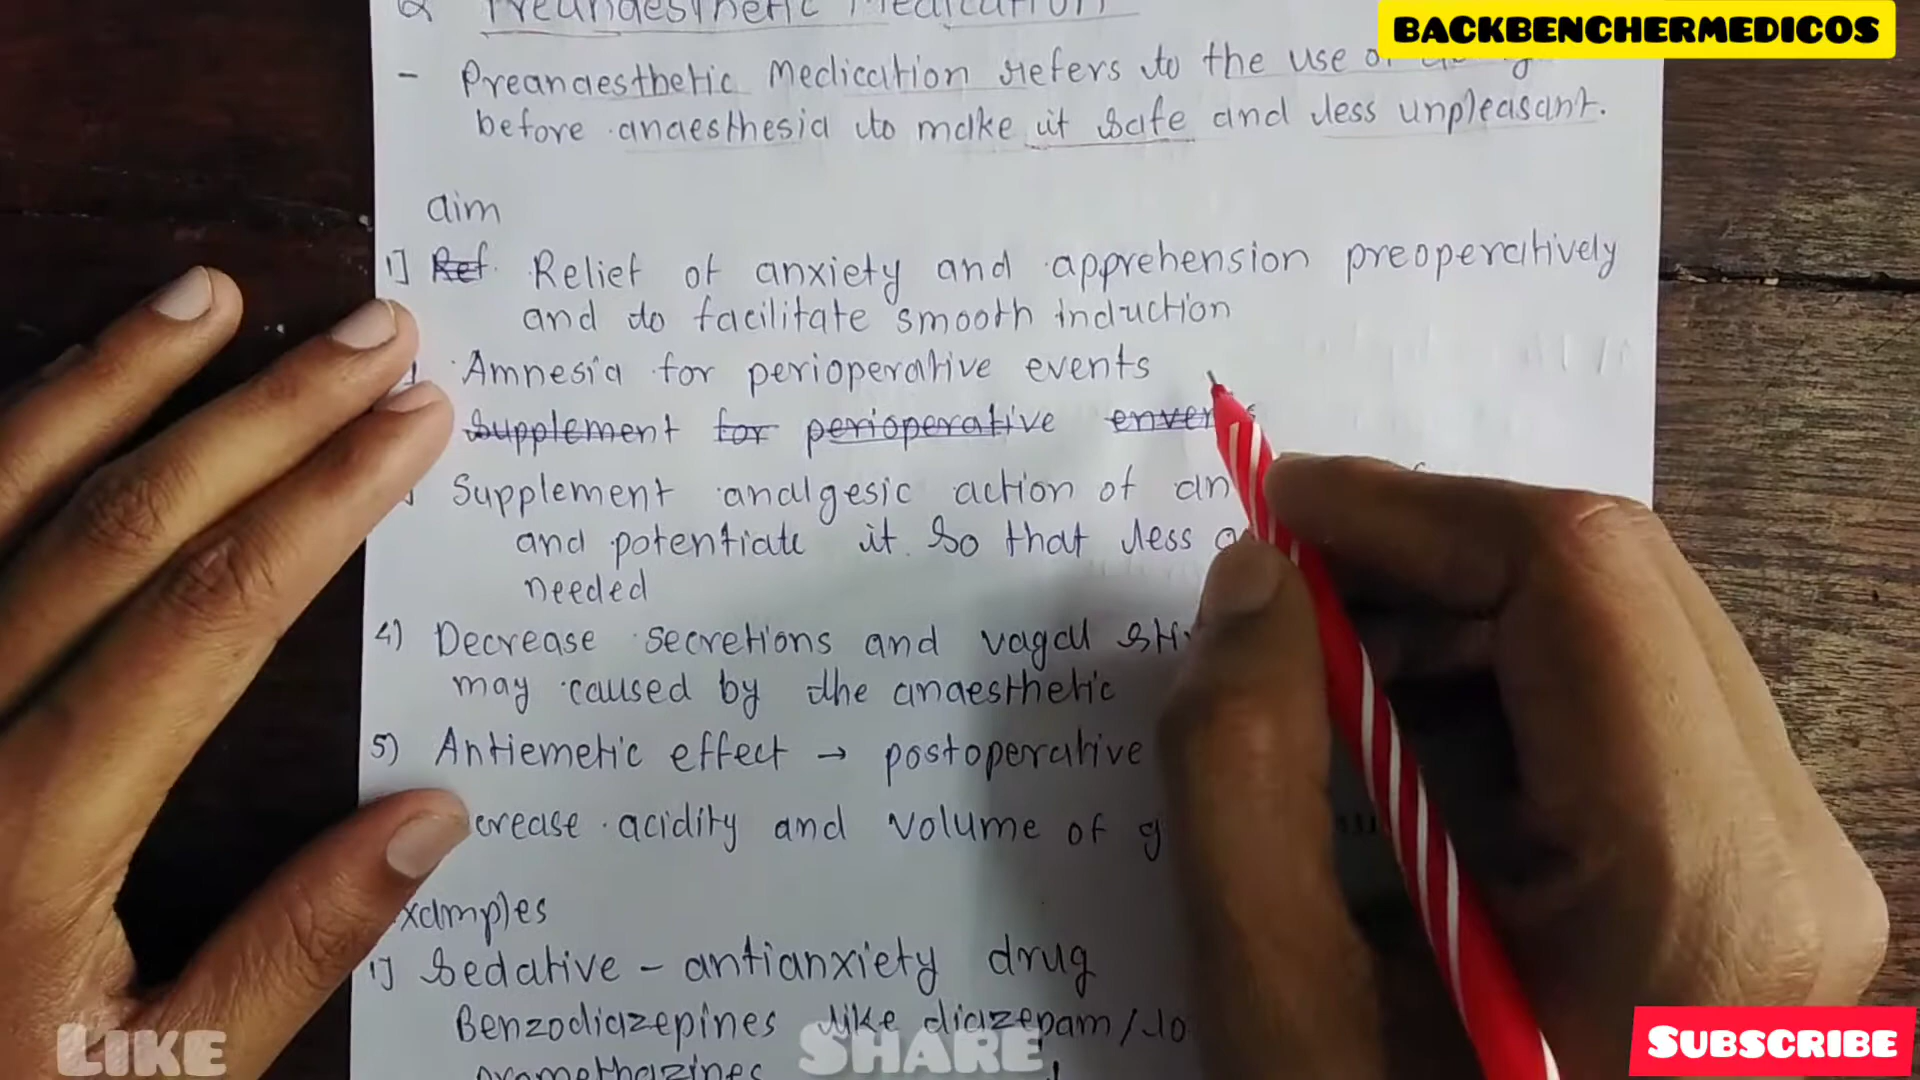 Q Preanaesthetic Medication
BACKBENCHERMEDICOS
- Preanaesthetic Medication refers to the use
before anaesthesia to make it safe and less unpleasant.
aim
1] Ref Relief of anxiety and apprehension preoperatively
and to facilitate smooth induction
Amnesia for perioperative events
Supplement for perioperative
Supplement analgesic action of
and potentiate it so that less
needed
4) Decrease secretions and vagal
may caused by the anaesthetic
5) Antiemetic effect → postoperative
acidity and volume of
1] Sedative - antianxiety drug
Benzodiazepines like diazepam/
LIKE
SHARE
SUBSCRIBE